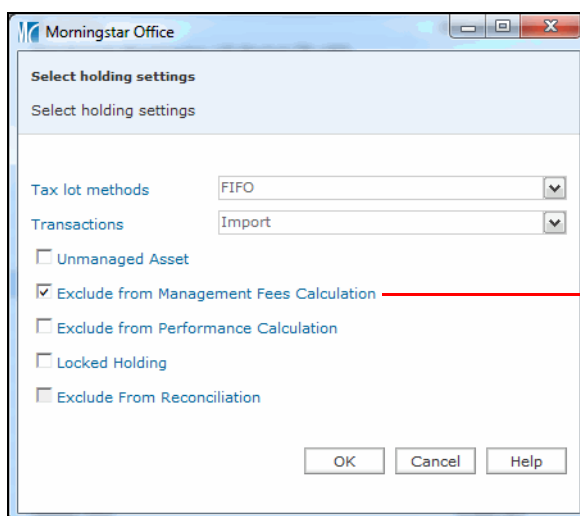 Morningstar Office
Select holding settings
Select holding settings
Tax lot methods FIFO
Transactions Import
Unmanaged Asset
Exclude from Management Fees Calculation
Exclude from Performance Calculation
Locked Holding
Exclude From Reconciliation
OK Cancel Help